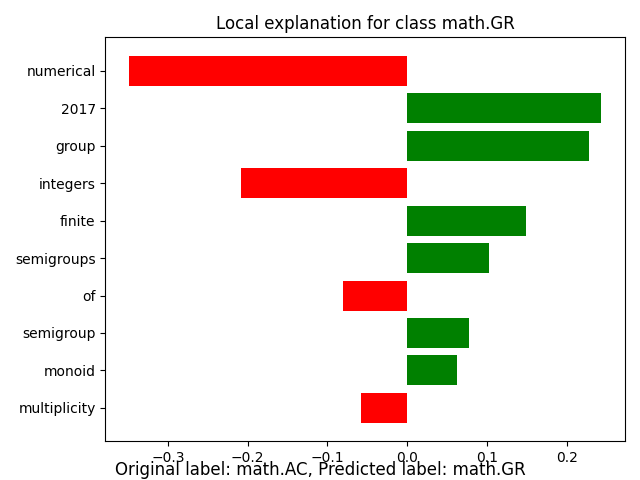 Local explanation for class math.GR
numerical
2017
group
integers
finite
semigroups
of
semigroup
monoid
multiplicity
−0.3 −0.2 −0.1 0.0 0.1 0.2
Original label: math.AC, Predicted label: math.GR